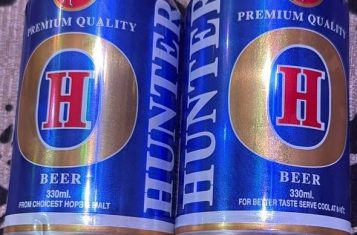 PREMIUM QUALITY
H
BEER
330ml.
FROM CHOICEST HOPS & MALT
HUNTER
HUNTER
PREMIUM QUALITY
H
BEER
330ml.
FOR BETTER TASTE SERVE COOL AT